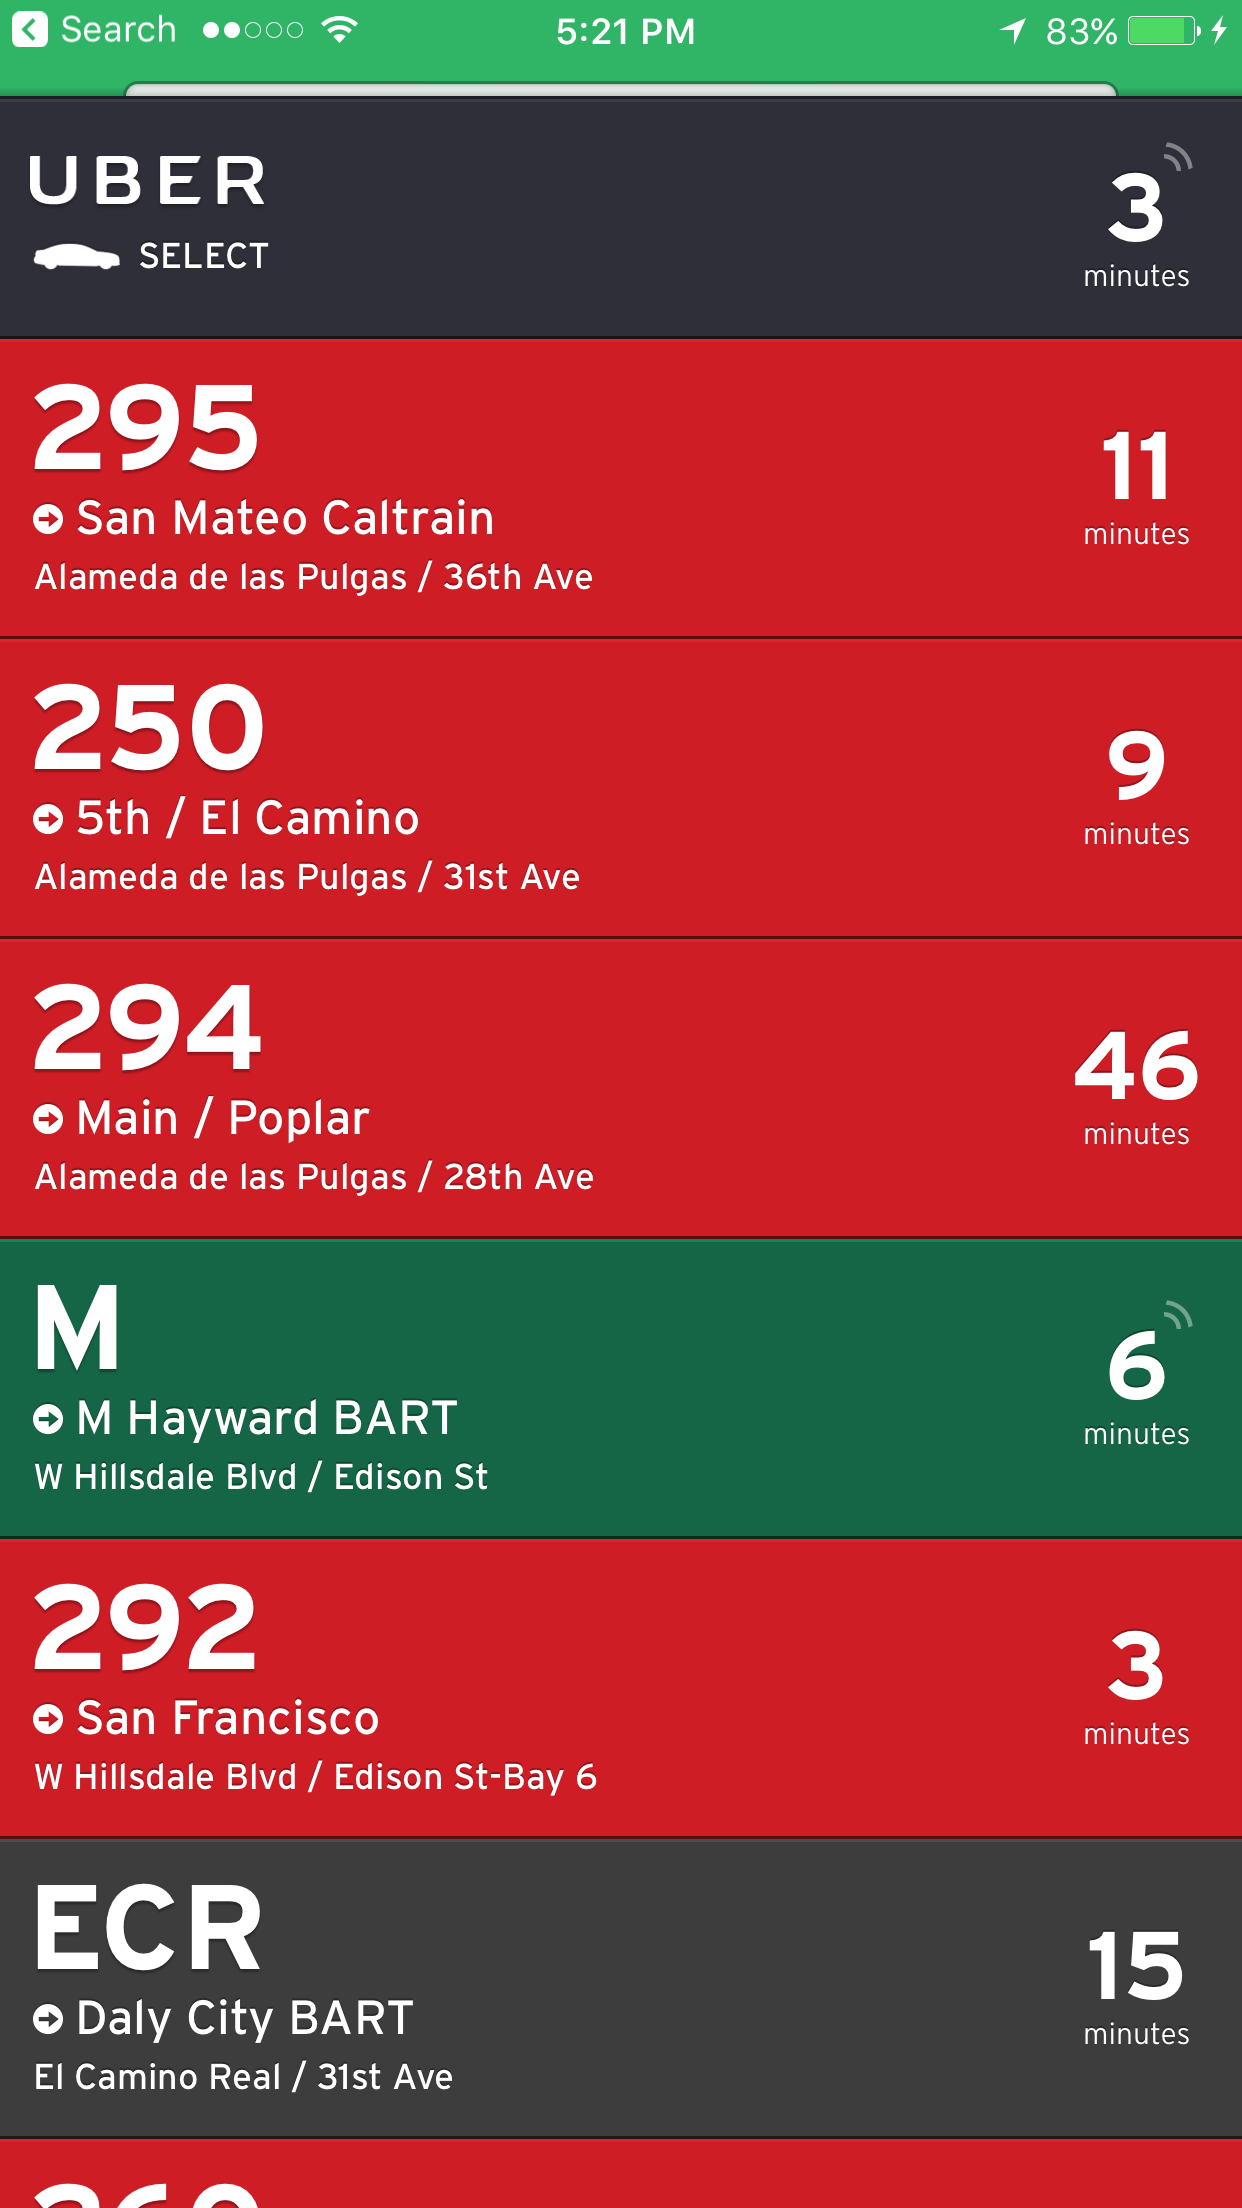 Search
5:21 PM
83%
UBER
SELECT
3
minutes
295
San Mateo Caltrain
Alameda de las Pulgas / 36th Ave
11
minutes
250
5th / El Camino
Alameda de las Pulgas / 31st Ave
9
minutes
294
Main / Poplar
Alameda de las Pulgas / 28th Ave
46
minutes
M
M Hayward BART
W Hillsdale Blvd / Edison St
6
minutes
292
San Francisco
W Hillsdale Blvd / Edison St-Bay 6
3
minutes
ECR
Daly City BART
El Camino Real / 31st Ave
15
minutes